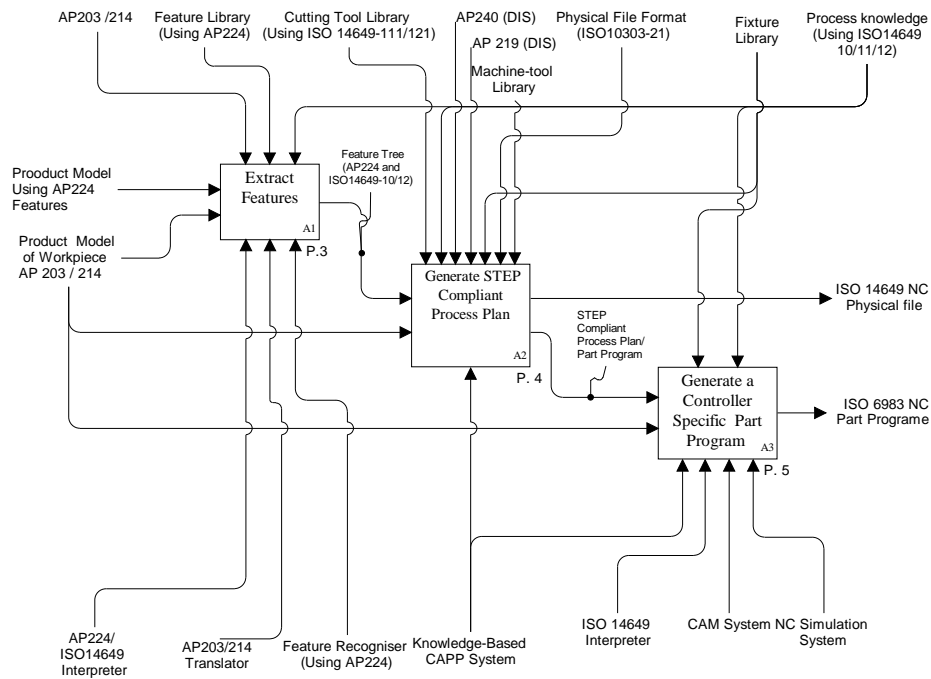 AP203 /214
Feature Library
(Using AP224)
Cutting Tool Library
(Using ISO 14649-111/121)
AP240 (DIS)
AP 219 (DIS)
Machine-tool
Library
Physical File Format
(ISO10303-21)
Fixture
Library
Process knowledge
(Using ISO14649
10/11/12)
Prooduct Model
Using AP224
Features
Product Model
of Workpiece
AP 203 / 214
Extract
Features
A1
P.3
Feature Tree
(AP224 and
ISO14649-10/12)
Generate STEP
Compliant
Process Plan
A2
P. 4
ISO 14649 NC
Physical file
STEP
Compliant
Process Plan/
Part Program
Generate a
Controller
Specific Part
Program
A3
P. 5
ISO 6983 NC
Part Programe
AP224/
ISO14649
Interpreter
AP203/214
Translator
Feature Recogniser
(Using AP224)
Knowledge-Based
CAPP System
ISO 14649
Interpreter
CAM System
NC Simulation
System